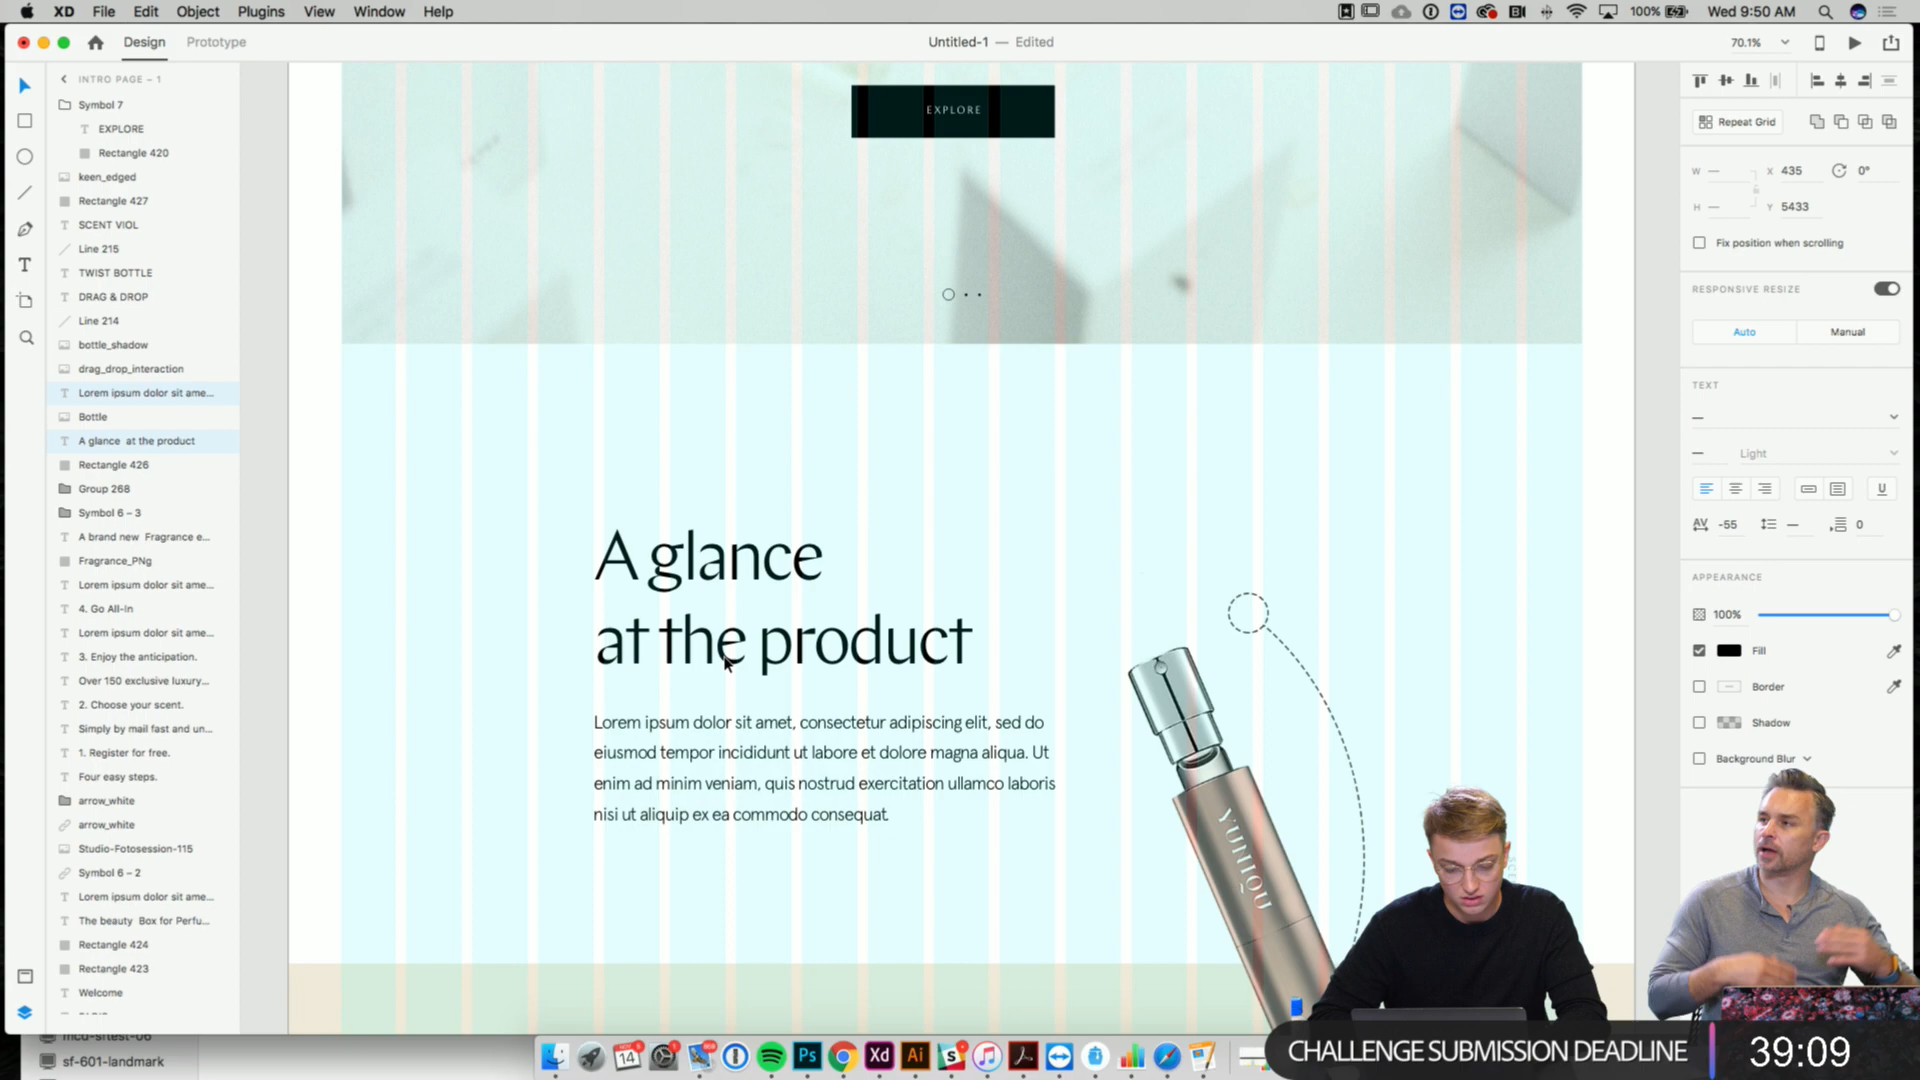 XD File Edit Object Plugins View Window Help
100% Wed 9:50 AM
Design Prototype
Untitled-1 — Edited
70.1%
INTRO PAGE – 1
Symbol 7
EXPLORE
Rectangle 420
keen_edged
Rectangle 427
SCENT VIOL
Line 215
TWIST BOTTLE
DRAG & DROP
Line 214
bottle_shadow
drag_drop_interaction
Lorem ipsum dolor sit ame...
Bottle
A glance at the product
Rectangle 426
Group 268
Symbol 6 – 3
A brand new Fragrance e...
Fragrance_PNg
Lorem ipsum dolor sit ame...
4. Go All-In
Lorem ipsum dolor sit ame...
3. Enjoy the anticipation.
Over 150 exclusive luxury...
2. Choose your scent.
Simply by mail fast and un...
1. Register for free.
Four easy steps.
arrow_white
arrow_white
Studio-Fotosession-115
Symbol 6 – 2
Lorem ipsum dolor sit ame...
The beauty Box for Perfu...
Rectangle 424
Rectangle 423
Welcome
sf-601-landmark
EXPLORE
A glance
at the product
Lorem ipsum dolor sit amet, consectetur adipiscing elit, sed do
eiusmod tempor incididunt ut labore et dolore magna aliqua. Ut
enim ad minim veniam, quis nostrud exercitation ullamco laboris
nisi ut aliquip ex ea commodo consequat.
YUNIQU
Repeat Grid
W — X 435 0°
H — Y 5433
Fix position when scrolling
RESPONSIVE RESIZE
Auto Manual
TEXT
—
— Light
U
AV -55 — 0
APPEARANCE
100%
Fill
Border
Shadow
Background Blur
NOV
14
Ps
Xd
Ai
CHALLENGE SUBMISSION DEADLINE 39:09